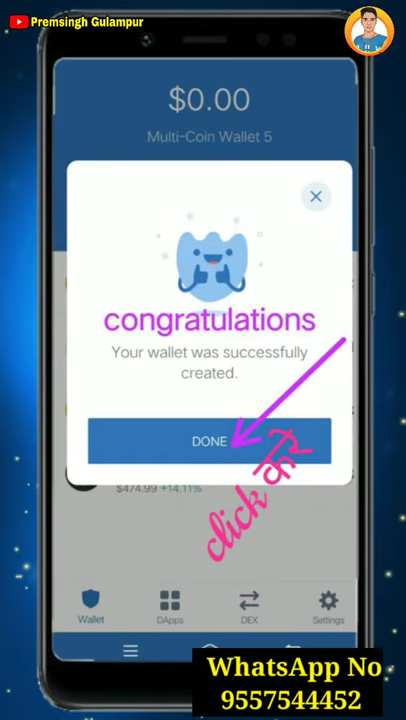 Premsingh Gulampur
$0.00
Multi-Coin Wallet 5
congratulations
Your wallet was successfully
created.
DONE
click करे
$474.99 +14.11%
Wallet
DApps
DEX
Settings
WhatsApp No
9557544452